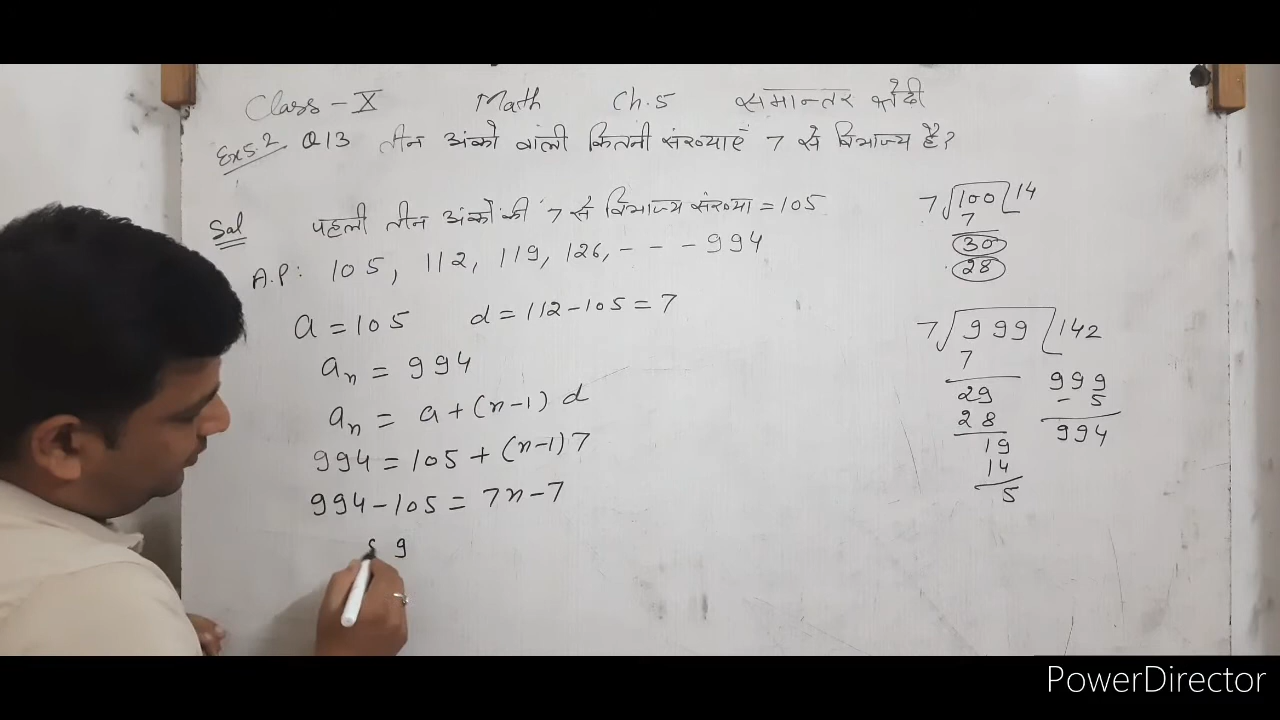 Class - X Math Ch.5 समान्तर श्रेढी
Ex 5.2 Q13 तीन अंकों वाली कितनी संख्याएँ 7 से विभाज्य है?
Sol पहली तीन अंकों की 7 से विभाज्य संख्या = 105
A.P: 105, 112, 119, 126, - - - 994
a = 105 d = 112-105 = 7
an = 994
an = a + (n-1) d
994 = 105 + (n-1) 7
994-105 = 7n-7
9
7 100 14
7
30
28
7 999 142
7
29
28
19
14
5
999
- 5
994
PowerDirector